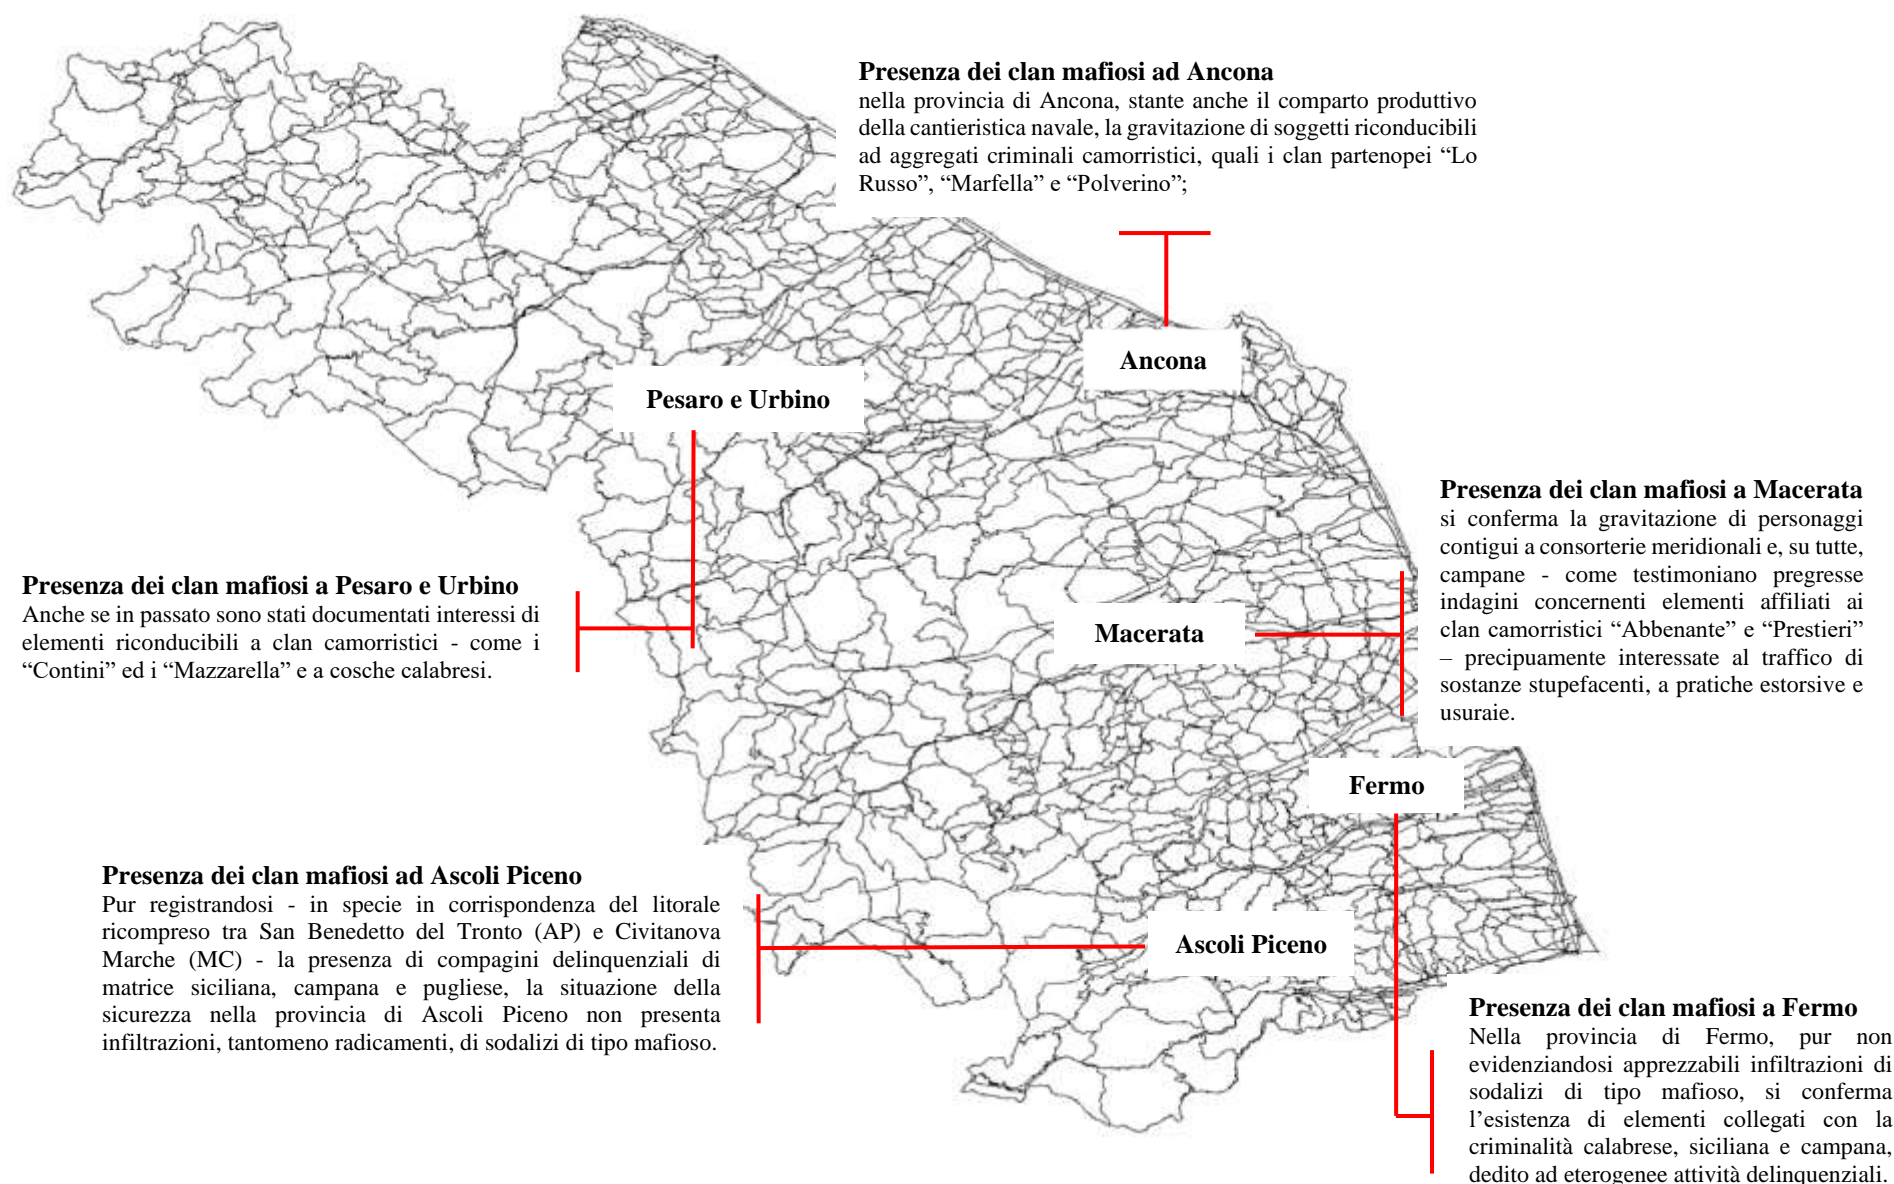 Presenza dei clan mafiosi ad Ancona
nella provincia di Ancona, stante anche il comparto produttivo
della cantieristica navale, la gravitazione di soggetti riconducibili
ad aggregati criminali camorristici, quali i clan partenopei “Lo
Russo”, “Marfella” e “Polverino”;
Ancona
Pesaro e Urbino
Presenza dei clan mafiosi a Macerata
si conferma la gravitazione di personaggi
contigui a consorterie meridionali e, su tutte,
campane - come testimoniano pregresse
indagini concernenti elementi affiliati ai
clan camorristici “Abbenante” e “Prestieri”
– precipuamente interessate al traffico di
sostanze stupefacenti, a pratiche estorsive e
usuraie.
Presenza dei clan mafiosi a Pesaro e Urbino
Anche se in passato sono stati documentati interessi di
elementi riconducibili a clan camorristici - come i
“Contini” ed i “Mazzarella” e a cosche calabresi.
Macerata
Fermo
Presenza dei clan mafiosi ad Ascoli Piceno
Pur registrandosi - in specie in corrispondenza del litorale
ricompreso tra San Benedetto del Tronto (AP) e Civitanova
Marche (MC) - la presenza di compagini delinquenziali di
matrice siciliana, campana e pugliese, la situazione della
sicurezza nella provincia di Ascoli Piceno non presenta
infiltrazioni, tantomeno radicamenti, di sodalizi di tipo mafioso.
Ascoli Piceno
Presenza dei clan mafiosi a Fermo
Nella provincia di Fermo, pur non
evidenziandosi apprezzabili infiltrazioni di
sodalizi di tipo mafioso, si conferma
l’esistenza di elementi collegati con la
criminalità calabrese, siciliana e campana,
dedito ad eterogenee attività delinquenziali.